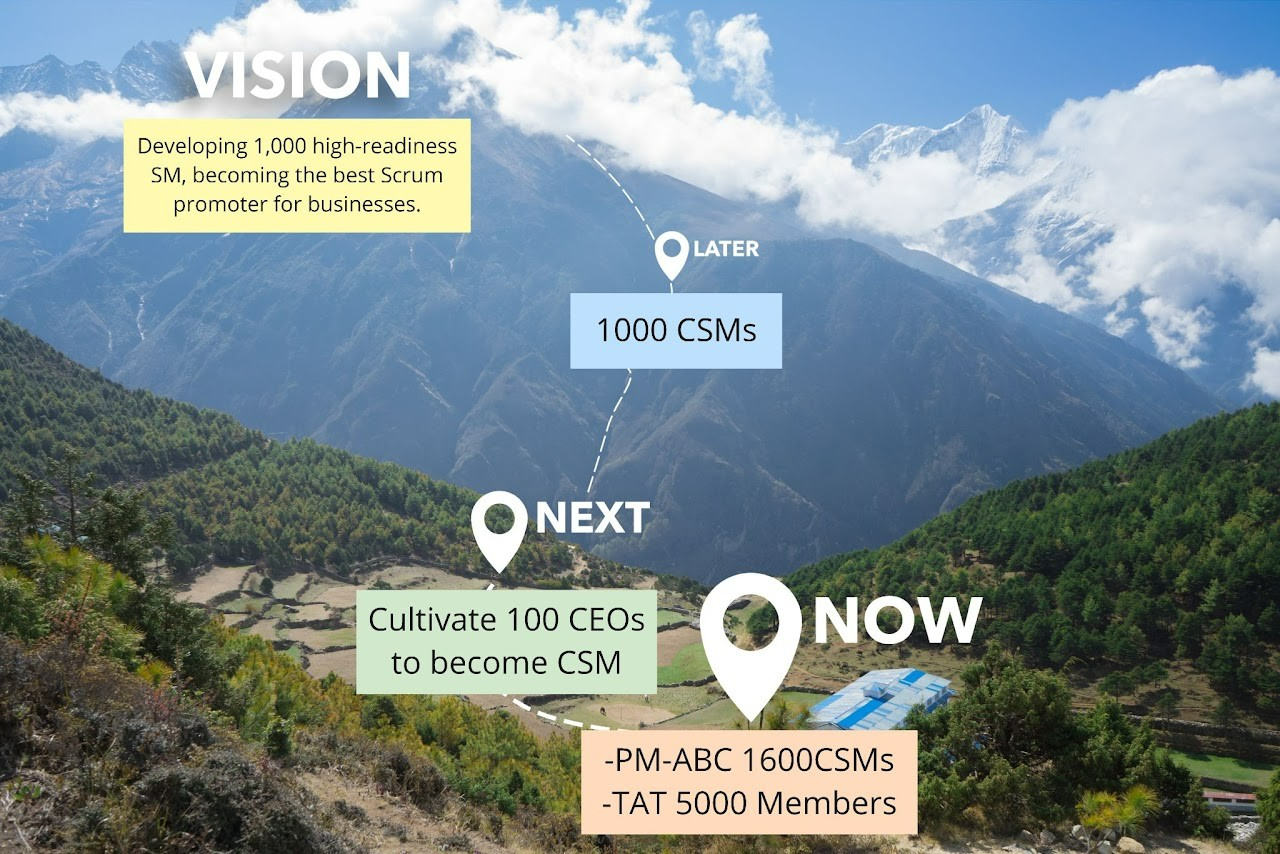 VISION
Developing 1,000 high-readiness
SM, becoming the best Scrum
promoter for businesses.
LATER
1000 CSMs
NEXT
Cultivate 100 CEOs
to become CSM
NOW
-PM-ABC 1600CSMs
-TAT 5000 Members